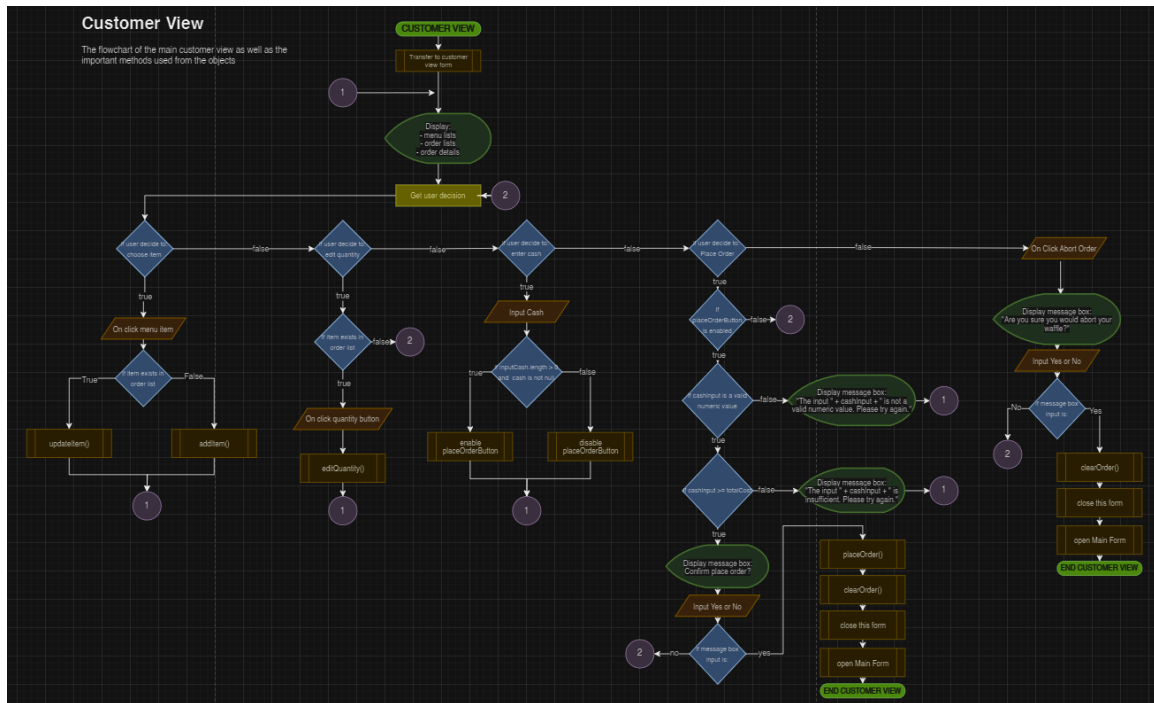 Customer View
The flowchart of the main customer view as well as the
important methods used from the objects
CUSTOMER VIEW
Transfer to customer
view form
1
Display:
- menu lists
- order lists
- order details
Get user decision
2
If user decide to
choose item
false
If user decide to
edit quantity
false
If user decide to
enter cash
false
If user decide to
Place Order
false
On Click Abort Order
true
true
true
true
true
On click menu item
If item exists in
order list
True
False
updateItem()
addItem()
1
If item exists in
order list
false
2
true
On click quantity button
editQuantity()
1
Input Cash
If inputCash.length > 0
and cash is not null
true
false
enable
placeOrderButton
disable
placeOrderButton
1
If
placeOrderButton
is enabled
false
2
If cashInput is a valid
numeric value
false
Display message box:
"The input " + cashInput + " is not a
valid numeric value. Please try again."
1
true
If cashInput >= totalCost
false
Display message box:
"The input " + cashInput + " is
insufficient. Please try again."
1
true
Display message box:
Confirm place order?
Input Yes or No
If message box
input is:
no
2
yes
placeOrder()
clearOrder()
close this form
open Main Form
END CUSTOMER VIEW
Display message box:
"Are you sure you would abort your
waffle?"
Input Yes or No
If message box
input is:
No
2
Yes
clearOrder()
close this form
open Main Form
END CUSTOMER VIEW